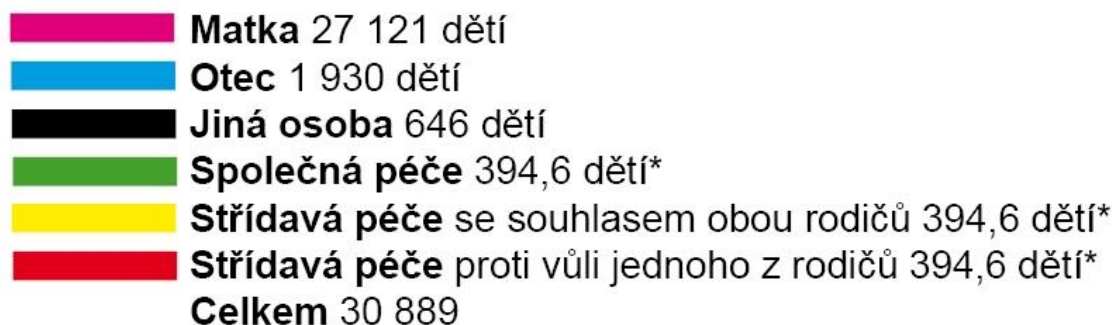 Matka 27 121 dětí
Otec 1 930 dětí
Jiná osoba 646 dětí
Společná péče 394,6 dětí*
Střídavá péče se souhlasem obou rodičů 394,6 dětí*
Střídavá péče proti vůli jednoho z rodičů 394,6 dětí*
Celkem 30 889